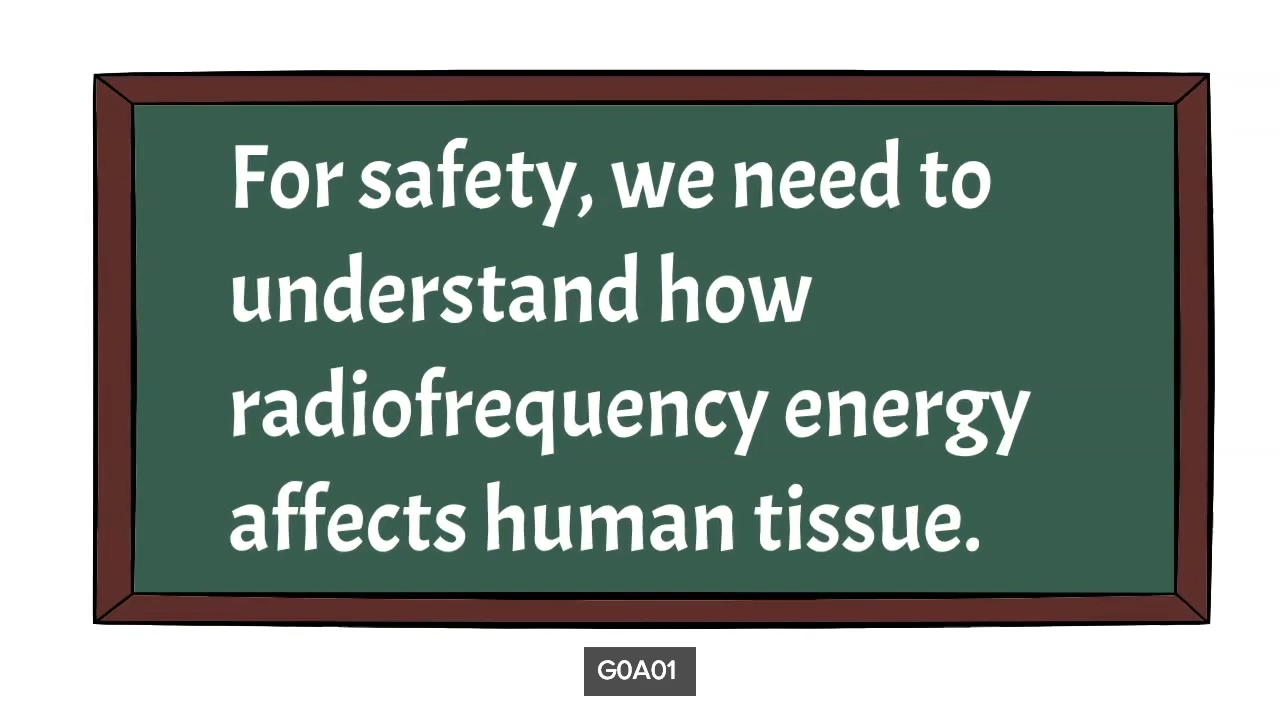 For safety, we need to
understand how
radiofrequency energy
affects human tissue.
G0A01